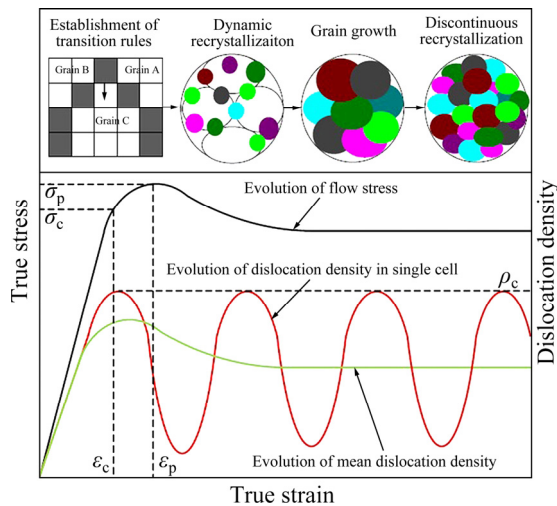 Establishment of
transition rules
Dynamic
recrystallizaiton
Grain growth
Discontinuous
recrystallization
Grain B
Grain A
Grain C
σp
σc
Evolution of flow stress
Evolution of dislocation density in single cell
ρc
True stress
Dislocation density
εc
εp
Evolution of mean dislocation density
True strain